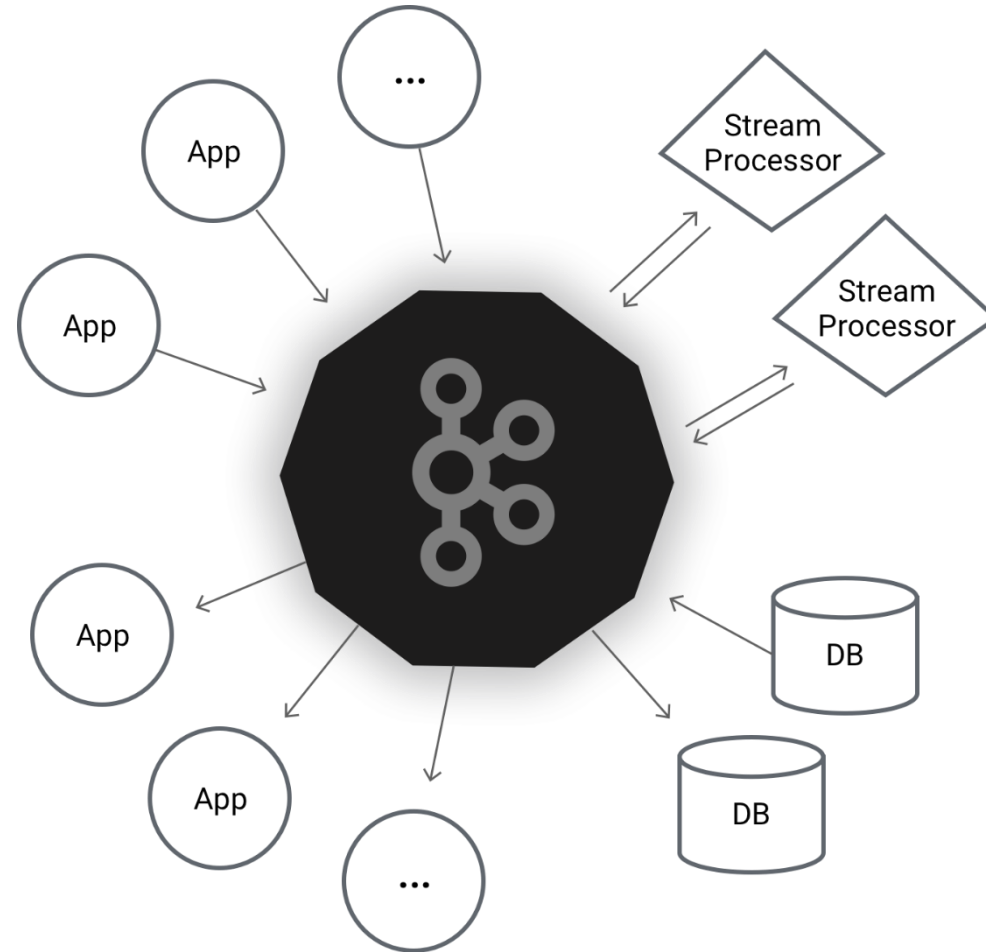 ...
App
App
Stream
Processor
Stream
Processor
App
DB
App
DB
...